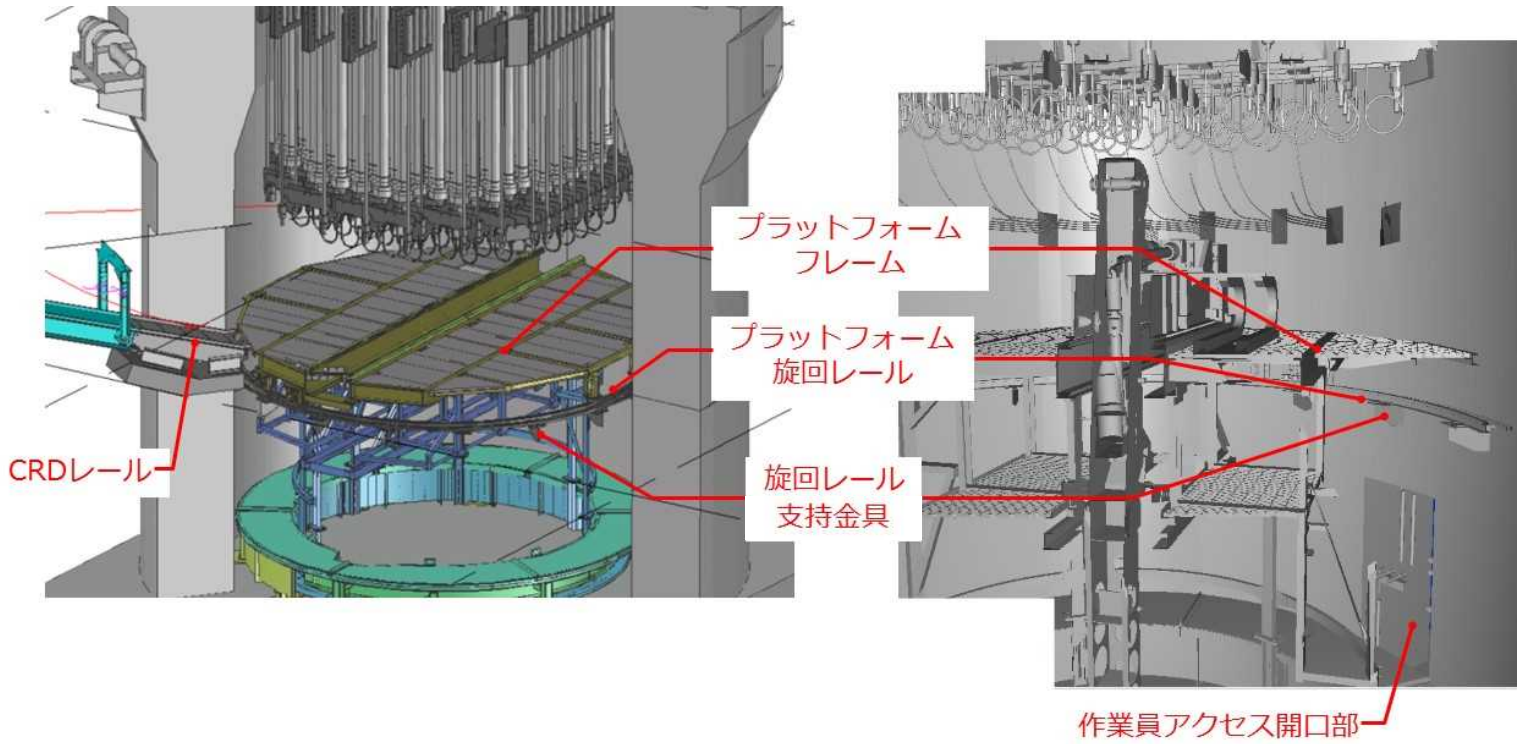 プラットフォーム
フレーム
プラットフォーム
旋回レール
CRDレール
旋回レール
支持金具
作業員アクセス開口部